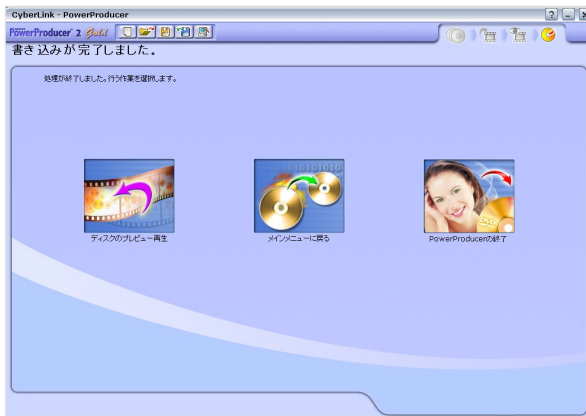 CyberLink - PowerProducer
PowerProducer 2 Gold
書き込みが完了しました。
処理が終了しました。行う作業を選択します。
ディスクのプレビュー再生
メインメニューに戻る
PowerProducerの終了